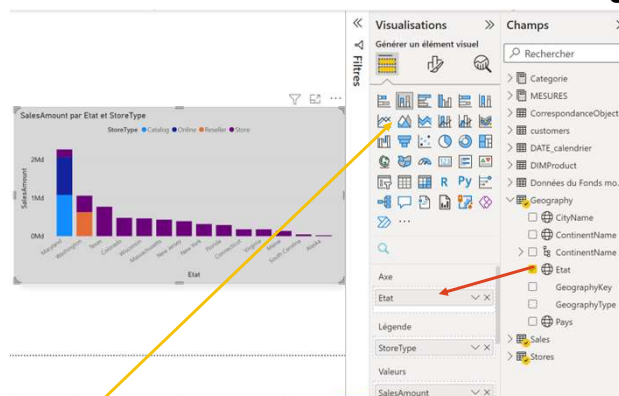 Visualisations
Champs
Générer un élément visuel
Filtres
Rechercher
SalesAmount par Etat et StoreType
StoreType Catalog Online Reseller Store
SalesAmount
2MM
1MM
0MM
Maryland
Washington
Texas
Colorado
Wisconsin
Massachusetts
New Jersey
New York
Florida
Connecticut
Virginia
Maine
South Carolina
Alaska
Etat
R Py
...
Axe
Etat
Légende
StoreType
Valeurs
SalesAmount
Categorie
MESURES
CorrespondanceObject
customers
DATE_calendrier
DIMProduct
Données du Fonds mo...
Geography
CityName
ContinentName
ContinentName
Etat
GeographyKey
GeographyType
Pays
Sales
Stores